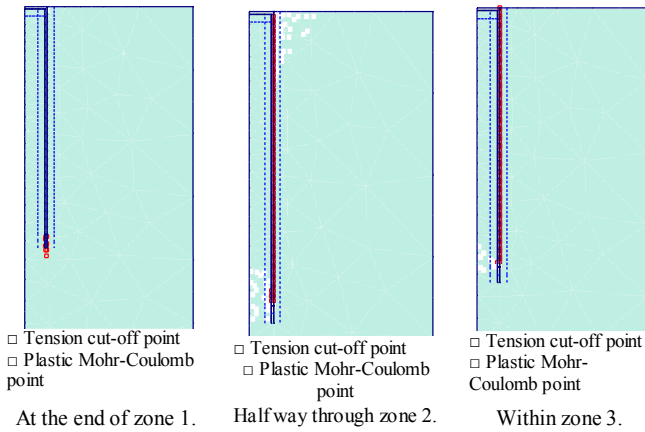 □ Tension cut-off point
□ Plastic Mohr-Coulomb
point
At the end of zone 1.
□ Tension cut-off point
□ Plastic Mohr-Coulomb
point
Half way through zone 2.
□ Tension cut-off point
□ Plastic Mohr-
Coulomb point
Within zone 3.